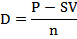 D = P − SV
n